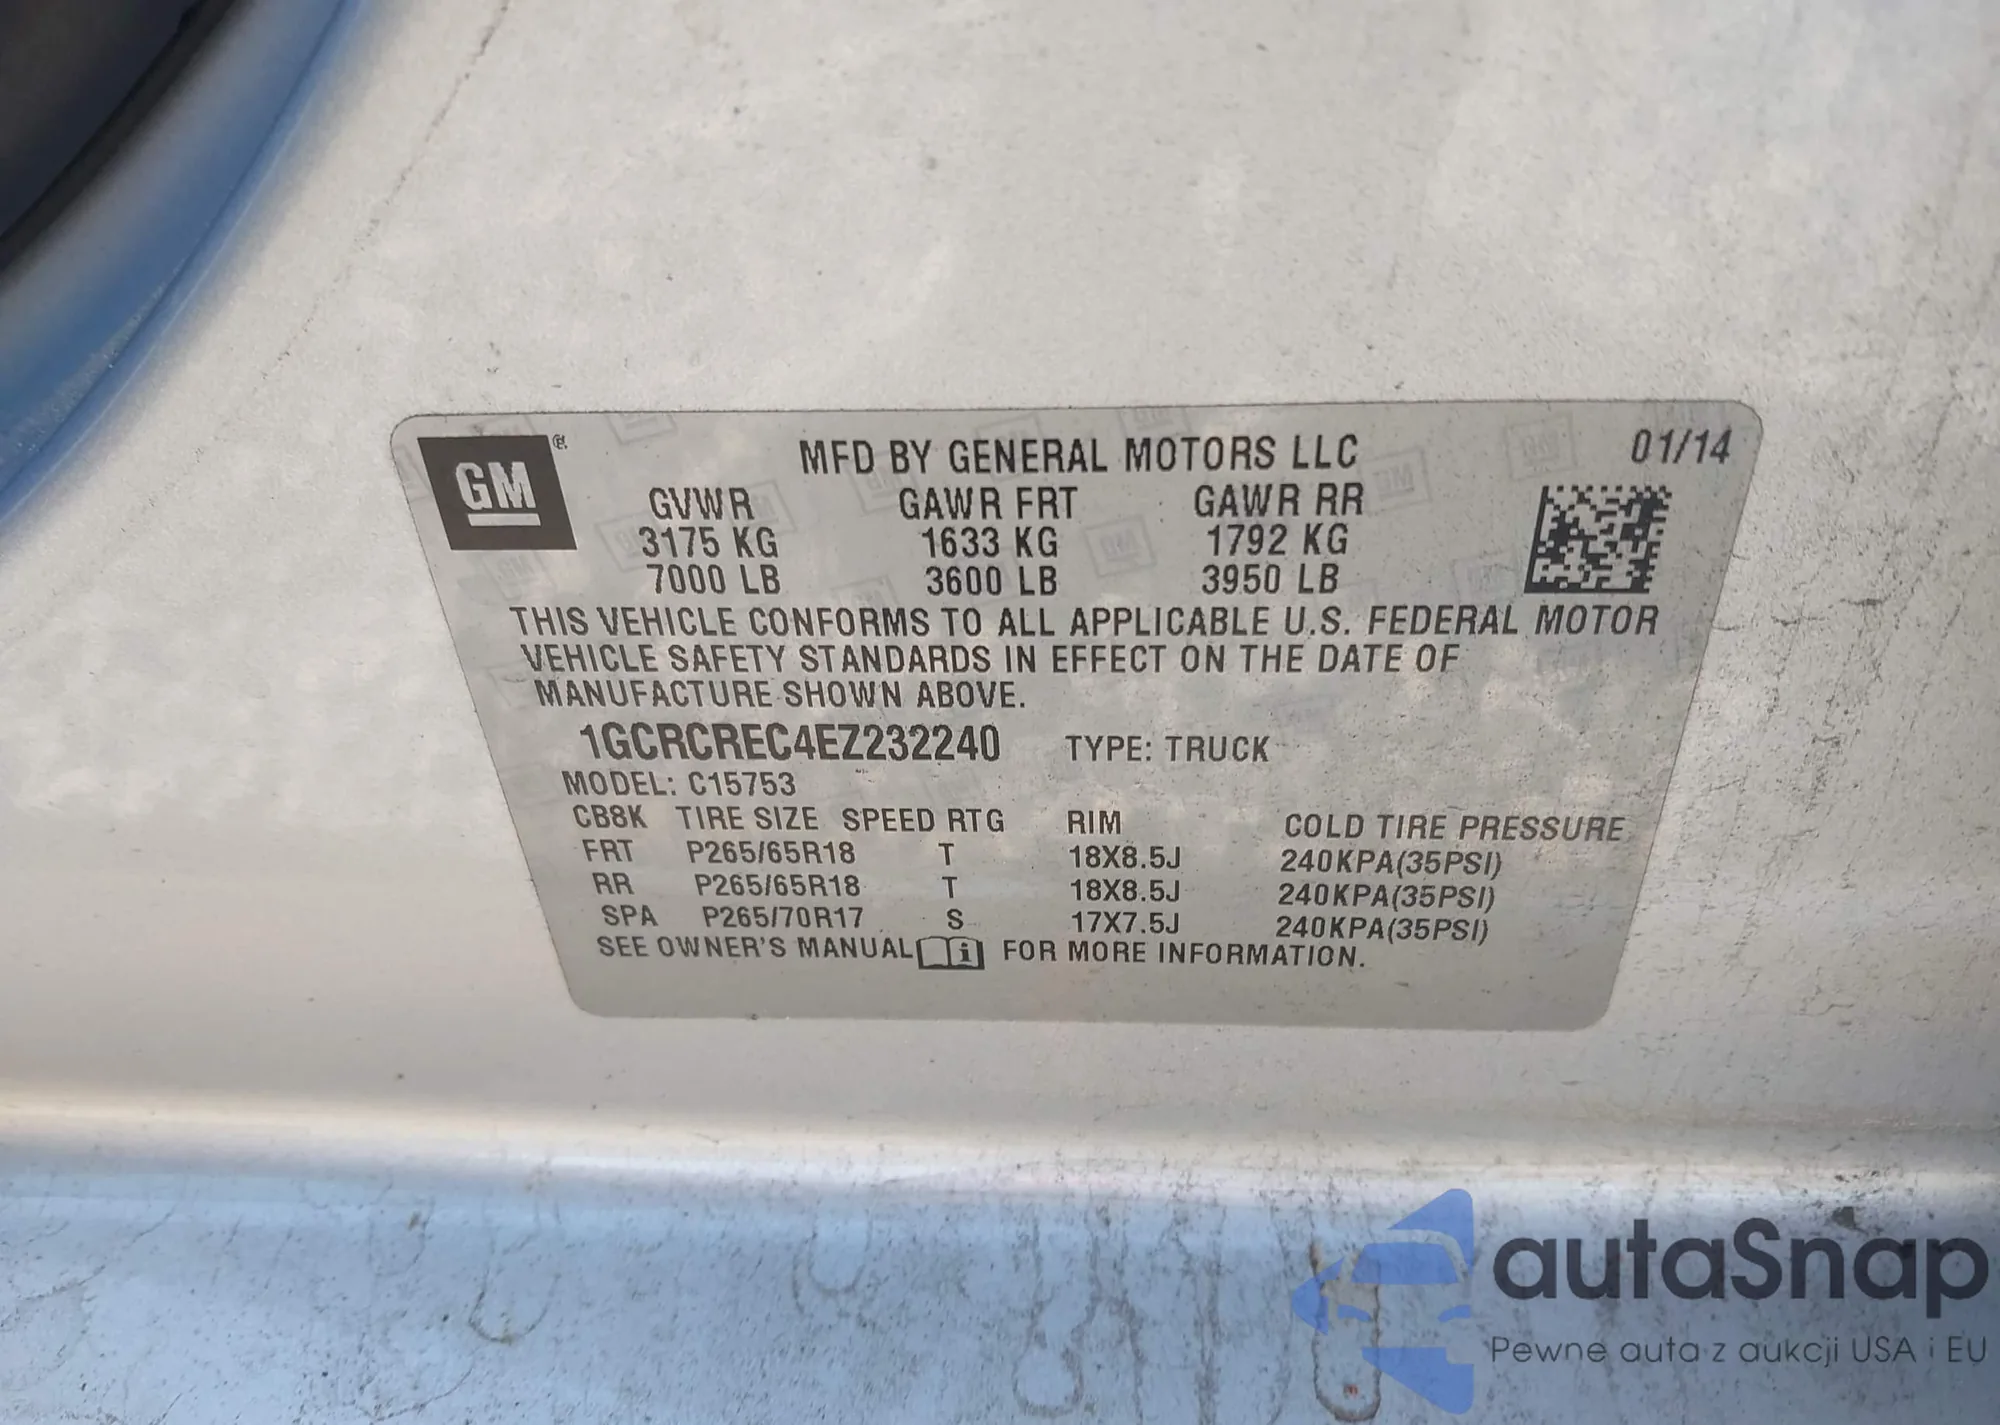 GM®
MFD BY GENERAL MOTORS LLC 01/14
GVWR GAWR FRT GAWR RR
3175 KG 1633 KG 1792 KG
7000 LB 3600 LB 3950 LB
THIS VEHICLE CONFORMS TO ALL APPLICABLE U.S. FEDERAL MOTOR
VEHICLE SAFETY STANDARDS IN EFFECT ON THE DATE OF
MANUFACTURE SHOWN ABOVE.
1GCRCREC4EZ232240 TYPE: TRUCK
MODEL: C15753
CB8K TIRE SIZE SPEED RTG RIM COLD TIRE PRESSURE
FRT P265/65R18 T 18X8.5J 240KPA(35PSI)
RR P265/65R18 T 18X8.5J 240KPA(35PSI)
SPA P265/70R17 S 17X7.5J 240KPA(35PSI)
SEE OWNER'S MANUAL i FOR MORE INFORMATION.
autaSnap
Pewne auta z aukcji USA i EU